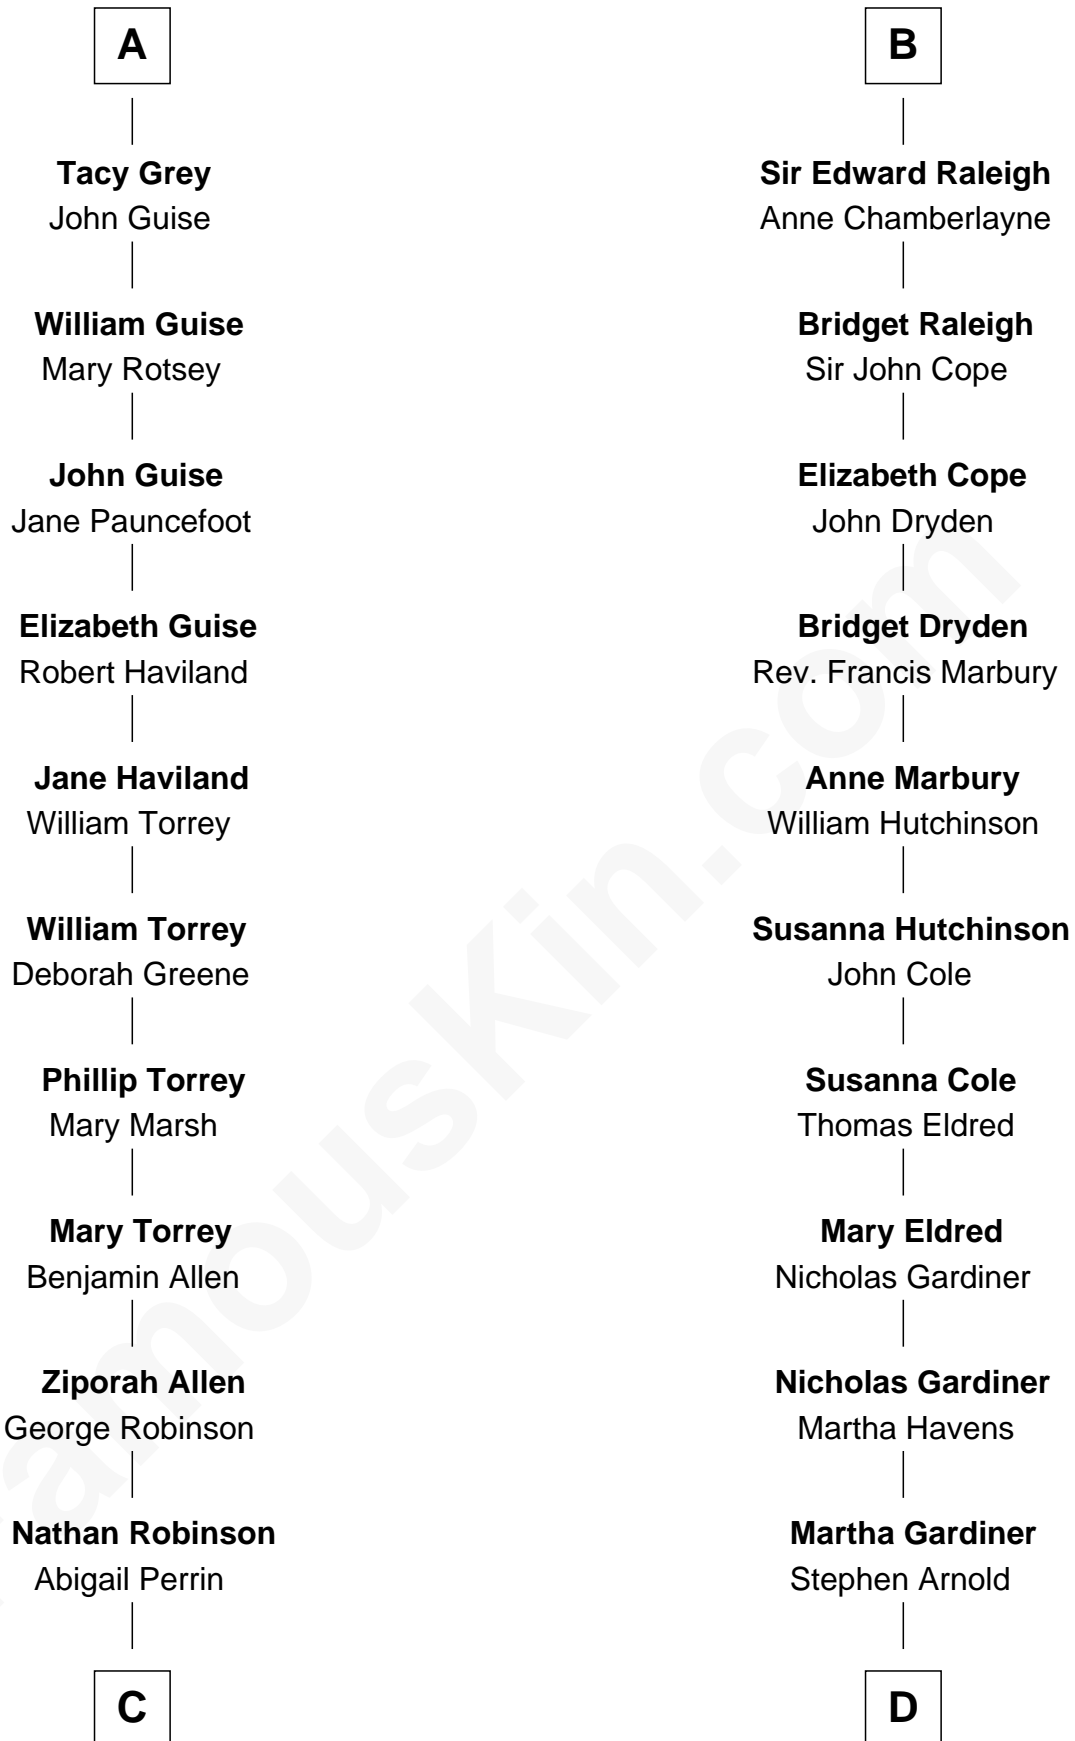 A
Tacy Grey
John Guise
William Guise
Mary Rotsey
John Guise
Jane Pauncefoot
Elizabeth Guise
Robert Haviland
Jane Haviland
William Torrey
William Torrey
Deborah Greene
Phillip Torrey
Mary Marsh
Mary Torrey
Benjamin Allen
Ziporah Allen
George Robinson
Nathan Robinson
Abigail Perrin
C
B
Sir Edward Raleigh
Anne Chamberlayne
Bridget Raleigh
Sir John Cope
Elizabeth Cope
John Dryden
Bridget Dryden
Rev. Francis Marbury
Anne Marbury
William Hutchinson
Susanna Hutchinson
John Cole
Susanna Cole
Thomas Eldred
Mary Eldred
Nicholas Gardiner
Nicholas Gardiner
Martha Havens
Martha Gardiner
Stephen Arnold
D
famouskin.com